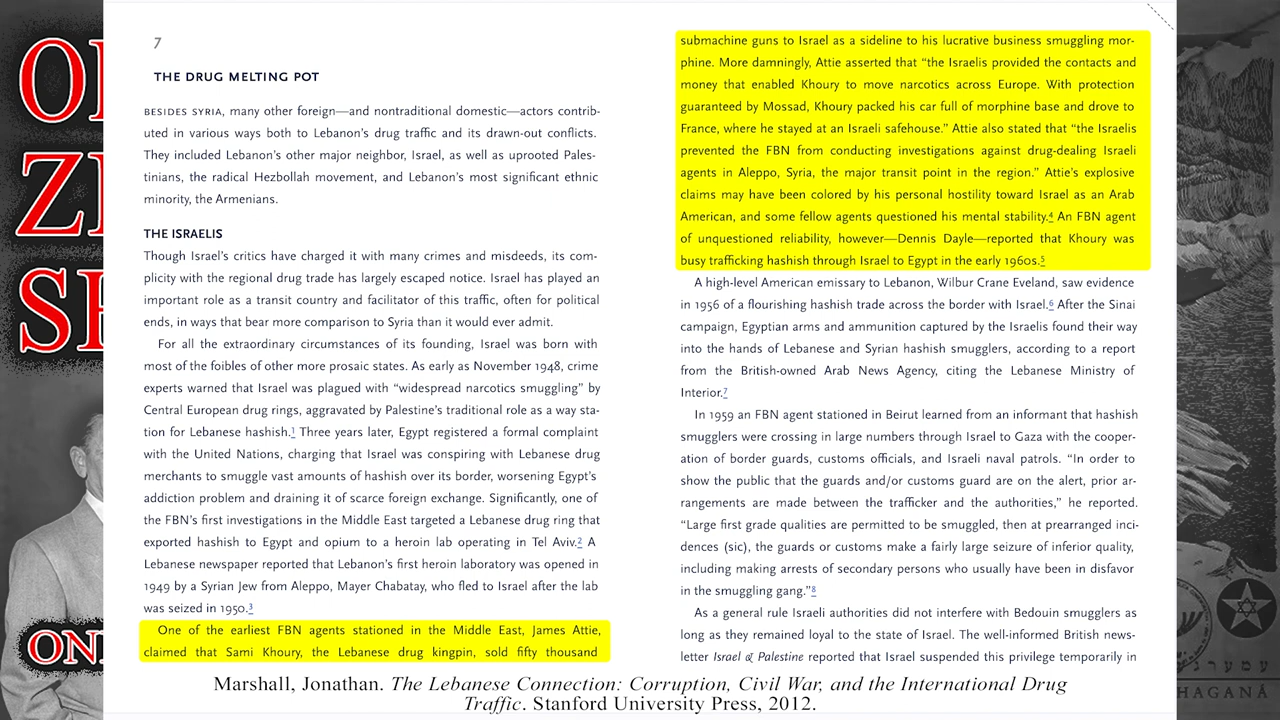 7
THE DRUG MELTING POT
BESIDES SYRIA, many other foreign—and nontraditional domestic—actors contrib-
uted in various ways both to Lebanon's drug traffic and its drawn-out conflicts.
They included Lebanon's other major neighbor, Israel, as well as uprooted Pales-
tinians, the radical Hezbollah movement, and Lebanon's most significant ethnic
minority, the Armenians.
THE ISRAELIS
Though Israel's critics have charged it with many crimes and misdeeds, its com-
plicity with the regional drug trade has largely escaped notice. Israel has played an
important role as a transit country and facilitator of this traffic, often for political
ends, in ways that bear more comparison to Syria than it would ever admit.
For all the extraordinary circumstances of its founding, Israel was born with
most of the foibles of other more prosaic states. As early as November 1948, crime
experts warned that Israel was plagued with “widespread narcotics smuggling” by
Central European drug rings, aggravated by Palestine's traditional role as a way sta-
tion for Lebanese hashish.1 Three years later, Egypt registered a formal complaint
with the United Nations, charging that Israel was conspiring with Lebanese drug
merchants to smuggle vast amounts of hashish over its border, worsening Egypt's
addiction problem and draining it of scarce foreign exchange. Significantly, one of
the FBN's first investigations in the Middle East targeted a Lebanese drug ring that
exported hashish to Egypt and opium to a heroin lab operating in Tel Aviv.2 A
Lebanese newspaper reported that Lebanon's first heroin laboratory was opened in
1949 by a Syrian Jew from Aleppo, Mayer Chabatay, who fled to Israel after the lab
was seized in 1950.3
One of the earliest FBN agents stationed in the Middle East, James Attie,
claimed that Sami Khoury, the Lebanese drug kingpin, sold fifty thousand
submachine guns to Israel as a sideline to his lucrative business smuggling mor-
phine. More damningly, Attie asserted that “the Israelis provided the contacts and
money that enabled Khoury to move narcotics across Europe. With protection
guaranteed by Mossad, Khoury packed his car full of morphine base and drove to
France, where he stayed at an Israeli safehouse.” Attie also stated that “the Israelis
prevented the FBN from conducting investigations against drug-dealing Israeli
agents in Aleppo, Syria, the major transit point in the region.” Attie's explosive
claims may have been colored by his personal hostility toward Israel as an Arab
American, and some fellow agents questioned his mental stability.4 An FBN agent
of unquestioned reliability, however—Dennis Dayle—reported that Khoury was
busy trafficking hashish through Israel to Egypt in the early 1960s.5
A high-level American emissary to Lebanon, Wilbur Crane Eveland, saw evidence
in 1956 of a flourishing hashish trade across the border with Israel.6 After the Sinai
campaign, Egyptian arms and ammunition captured by the Israelis found their way
into the hands of Lebanese and Syrian hashish smugglers, according to a report
from the British-owned Arab News Agency, citing the Lebanese Ministry of
Interior.7
In 1959 an FBN agent stationed in Beirut learned from an informant that hashish
smugglers were crossing in large numbers through Israel to Gaza with the cooper-
ation of border guards, customs officials, and Israeli naval patrols. “In order to
show the public that the guards and/or customs guard are on the alert, prior ar-
rangements are made between the trafficker and the authorities,” he reported.
“Large first grade qualities are permitted to be smuggled, then at prearranged inci-
dences (sic), the guards or customs make a fairly large seizure of inferior quality,
including making arrests of secondary persons who usually have been in disfavor
in the smuggling gang.”8
As a general rule Israeli authorities did not interfere with Bedouin smugglers as
long as they remained loyal to the state of Israel. The well-informed British news-
letter Israel & Palestine reported that Israel suspended this privilege temporarily in
Marshall, Jonathan. The Lebanese Connection: Corruption, Civil War, and the International Drug
Traffic. Stanford University Press, 2012.
ON
HAGANÁ